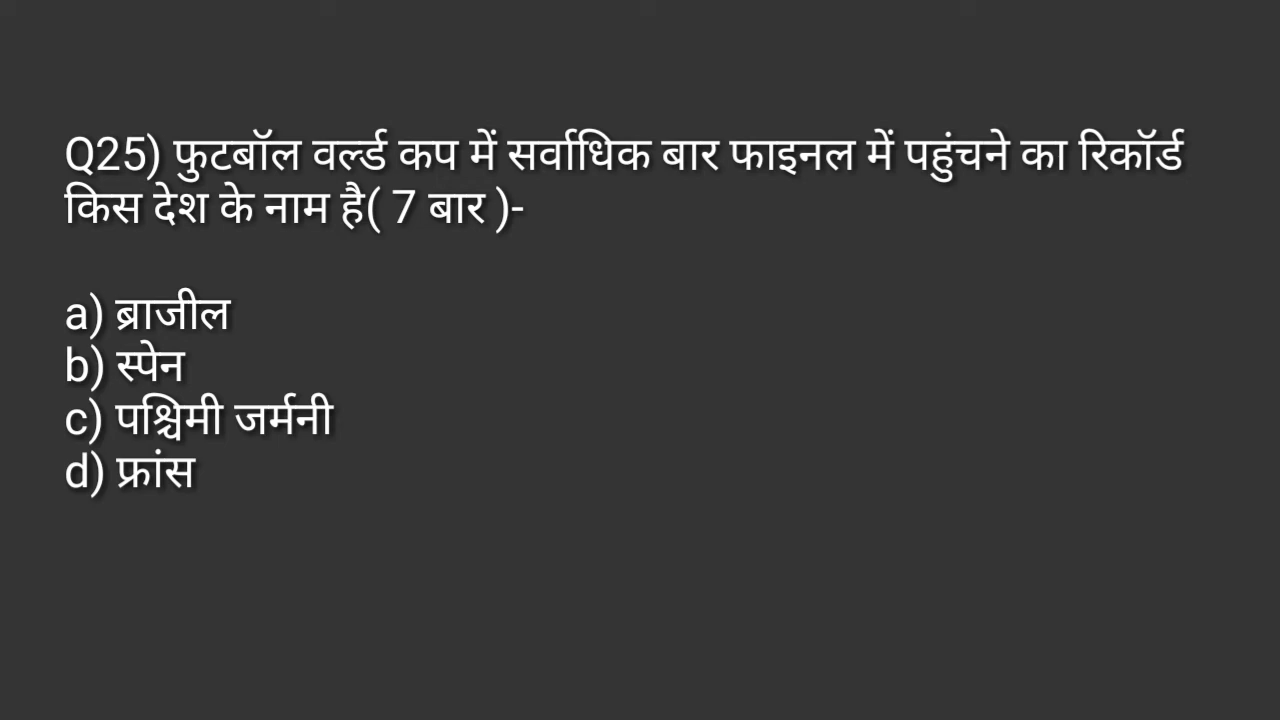 Q25) फुटबॉल वर्ल्ड कप में सर्वाधिक बार फाइनल में पहुंचने का रिकॉर्ड
किस देश के नाम है( 7 बार )-
a) ब्राजील
b) स्पेन
c) पश्चिमी जर्मनी
d) फ्रांस